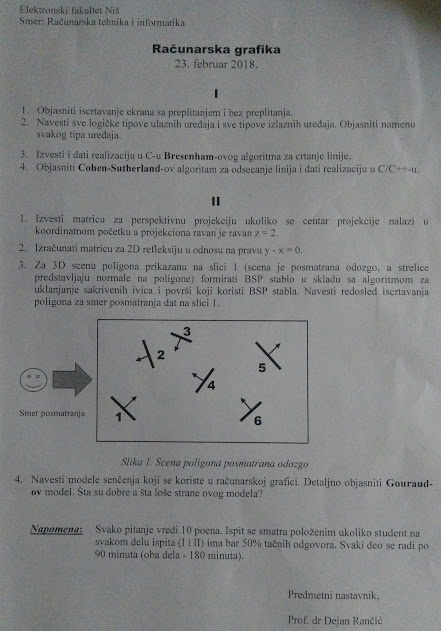 Elektronski fakultet Niš
Smer: Računarska tehnika i informatika
Računarska grafika
23. februar 2018.
I
1. Objasniti iscrtavanje ekrana sa preplitanjem i bez preplitanja.
2. Navesti sve logičke tipove ulaznih uređaja i sve tipove izlaznih uređaja. Objasniti namenu
svakog tipa uređaja.
3. Izvesti i dati realizaciju u C-u Bresenham-ovog algoritma za crtanje linije.
4. Objasniti Cohen-Sutherland-ov algoritam za odsecanje linija i dati realizaciju u C/C++-u.
II
1. Izvesti matricu za perspektivnu projekciju ukoliko se centar projekcije nalazi u
koordinatnom početku a projekciona ravan je ravan z = 2.
2. Izračunati matricu za 2D refleksiju u odnosu na pravu y - x = 0.
3. Za 3D scenu poligona prikazanu na slici 1 (scena je posmatrana odozgo, a strelice
predstavljaju normale na poligone) formirati BSP stablo u skladu sa algoritmom za
uklanjanje sakrivenih ivica i površi koji koristi BSP stabla. Navesti redosled iscrtavanja
poligona za smer posmatranja dat na slici 1.
3
2
5
4
Smer posmatranja
1
6
Slika 1. Scena poligona posmatrana odozgo
4. Navesti modele senčenja koji se koriste u računarskoj grafici. Detaljno objasniti Gouraud-
ov model. Šta su dobre a šta loše strane ovog modela?
Napomena: Svako pitanje vredi 10 poena. Ispit se smatra položenim ukoliko student na
svakom delu ispita (I i II) ima bar 50% tačnih odgovora. Svaki deo se radi po
90 minuta (oba dela - 180 minuta).
Predmetni nastavnik,
Prof. dr Dejan Rančić